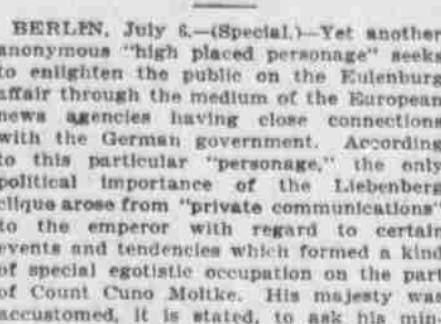 BERLIN, July 6.—(Special.)—Yet another
anonymous "high placed personage" seeks
to enlighten the public on the Eulenburg
affair through the medium of the European
news agencies having close connections
with the German government. According
to this particular "personage," the only
political importance of the Liebenberg
clique arose from "private communications"
to the emperor with regard to certain
events and tendencies which formed a kind
of special egotistic occupation on the part
of Count Cuno Moltke. His majesty was
accustomed, it is stated, to ask his min-